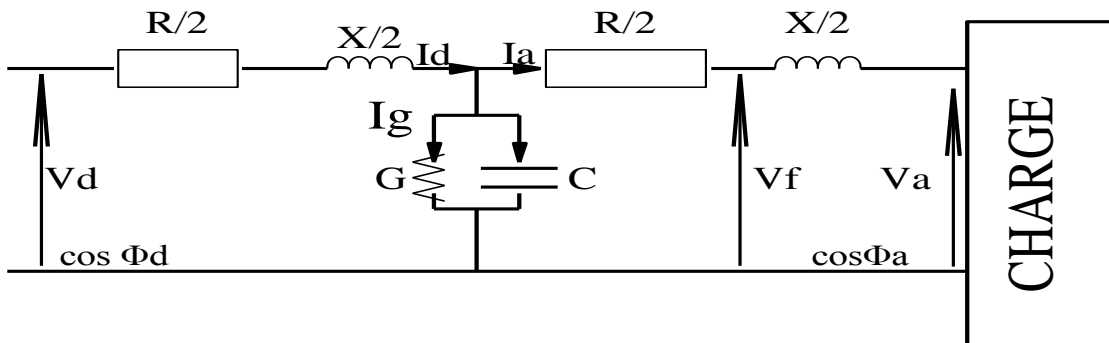 R/2
X/2
Id
Ia
R/2
X/2
Ig
G
C
Vd
Vf
Va
cos Φd
cosΦa
CHARGE